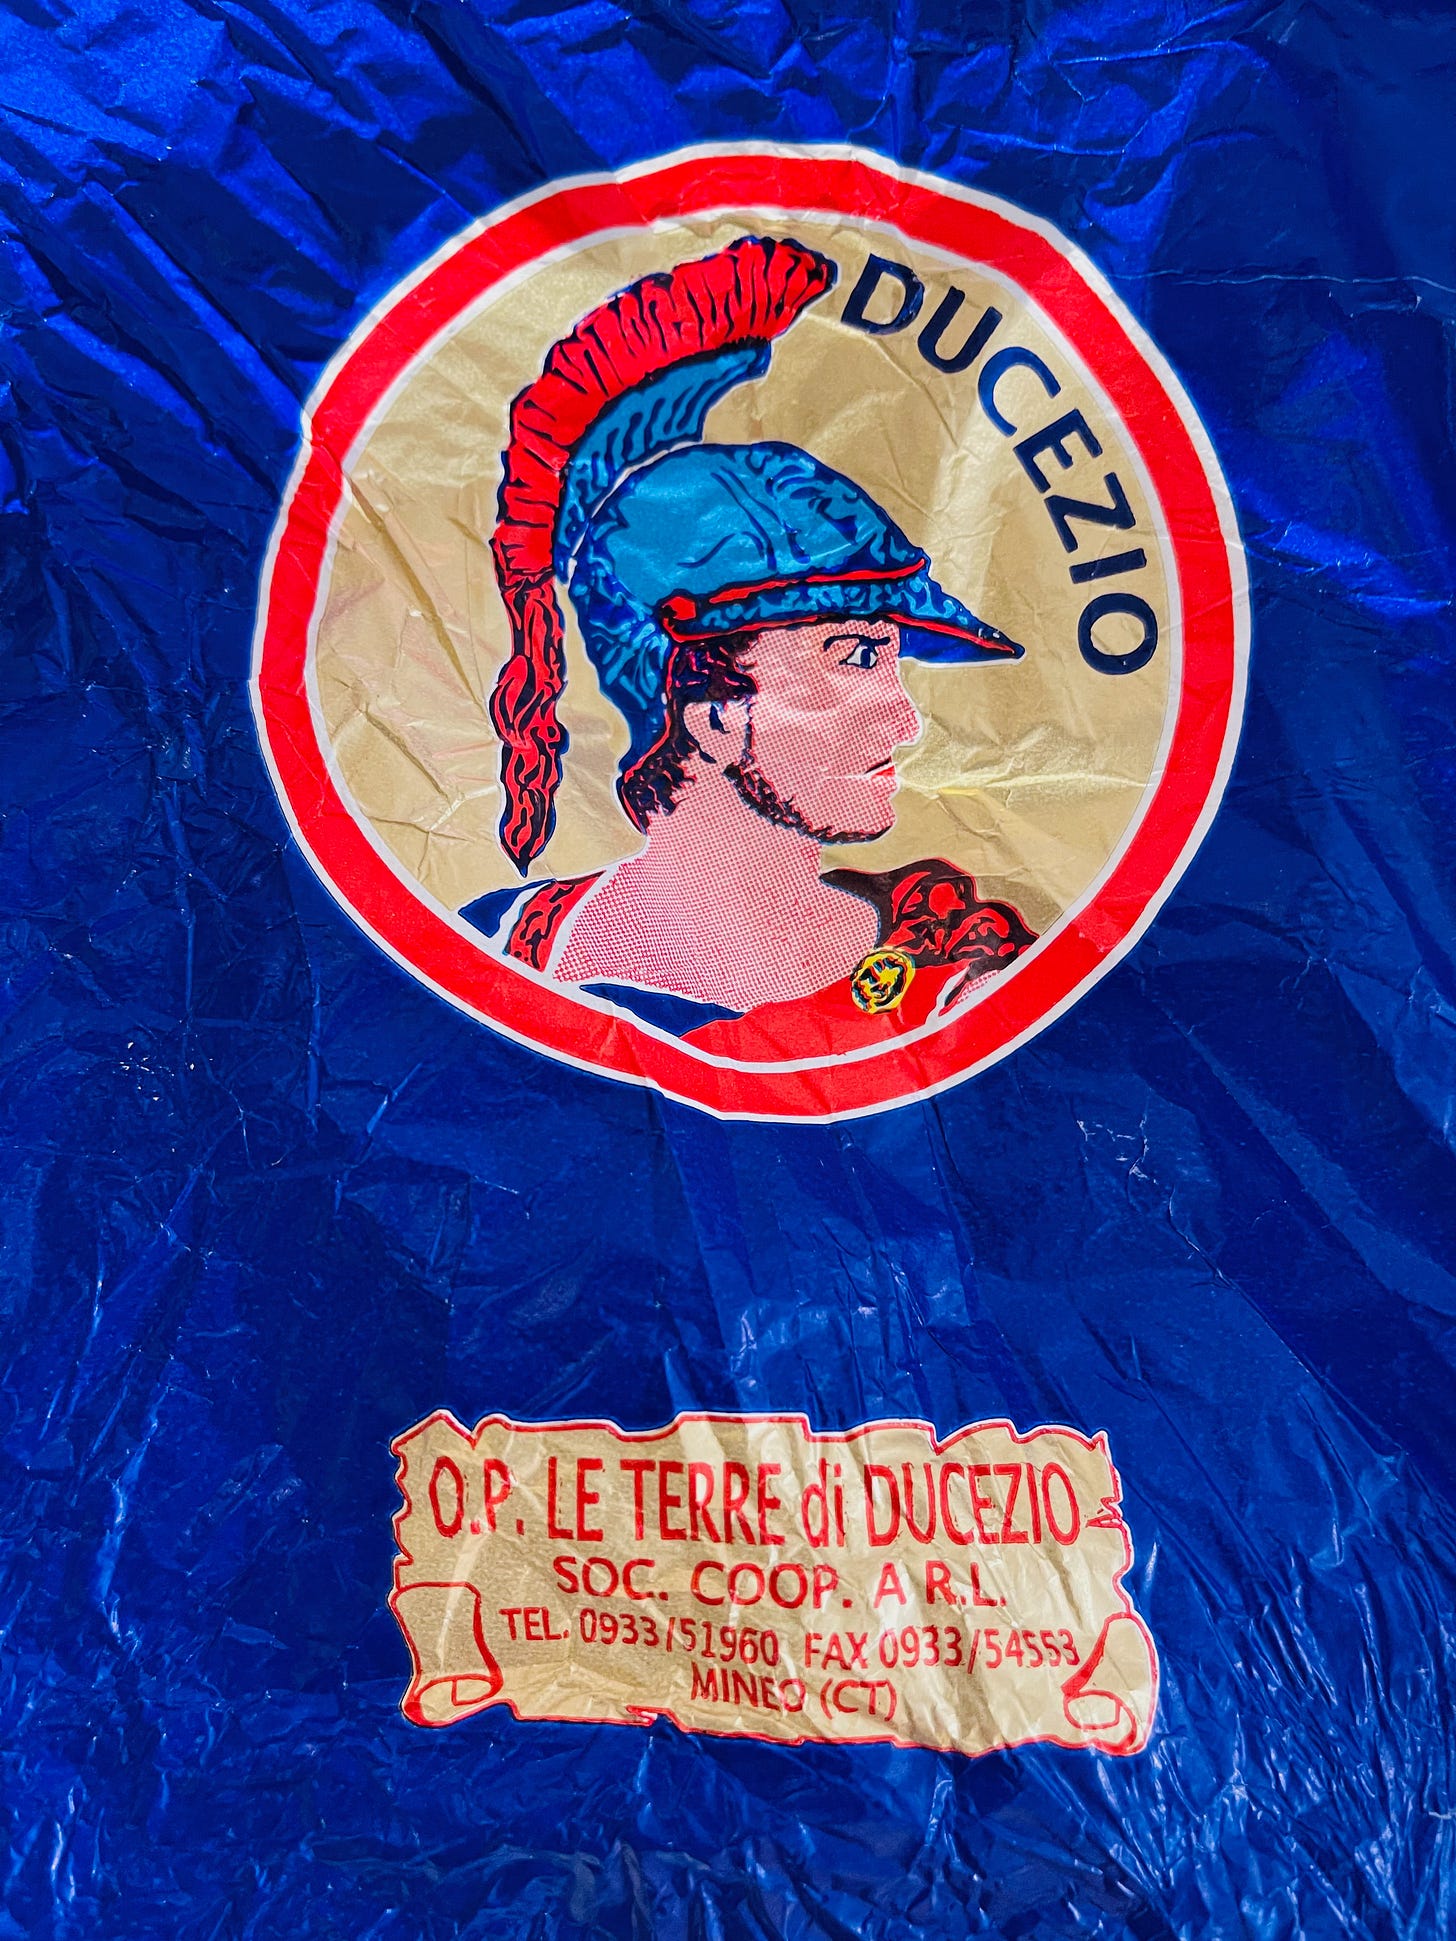 DUCEZIO
O.P. LE TERRE di DUCEZIO
SOC. COOP. A R.L.
TEL. 0933/51960 FAX 0933/54553
MINEO (CT)